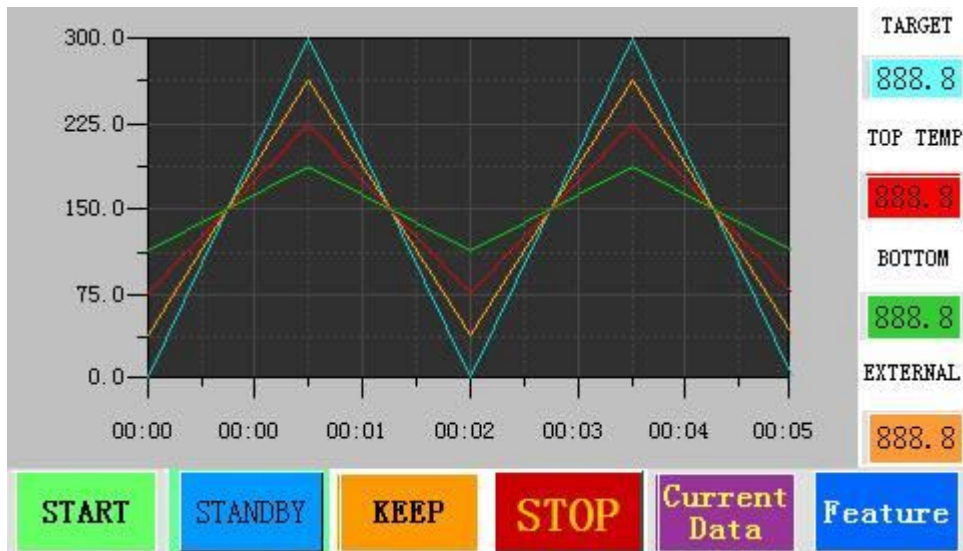 300.0
225.0
150.0
75.0
0.0
00:00 00:00 00:01 00:02 00:03 00:04 00:05
TARGET
888.8
TOP TEMP
888.8
BOTTOM
888.8
EXTERNAL
888.8
START
STANDBY
KEEP
STOP
Current
Data
Feature